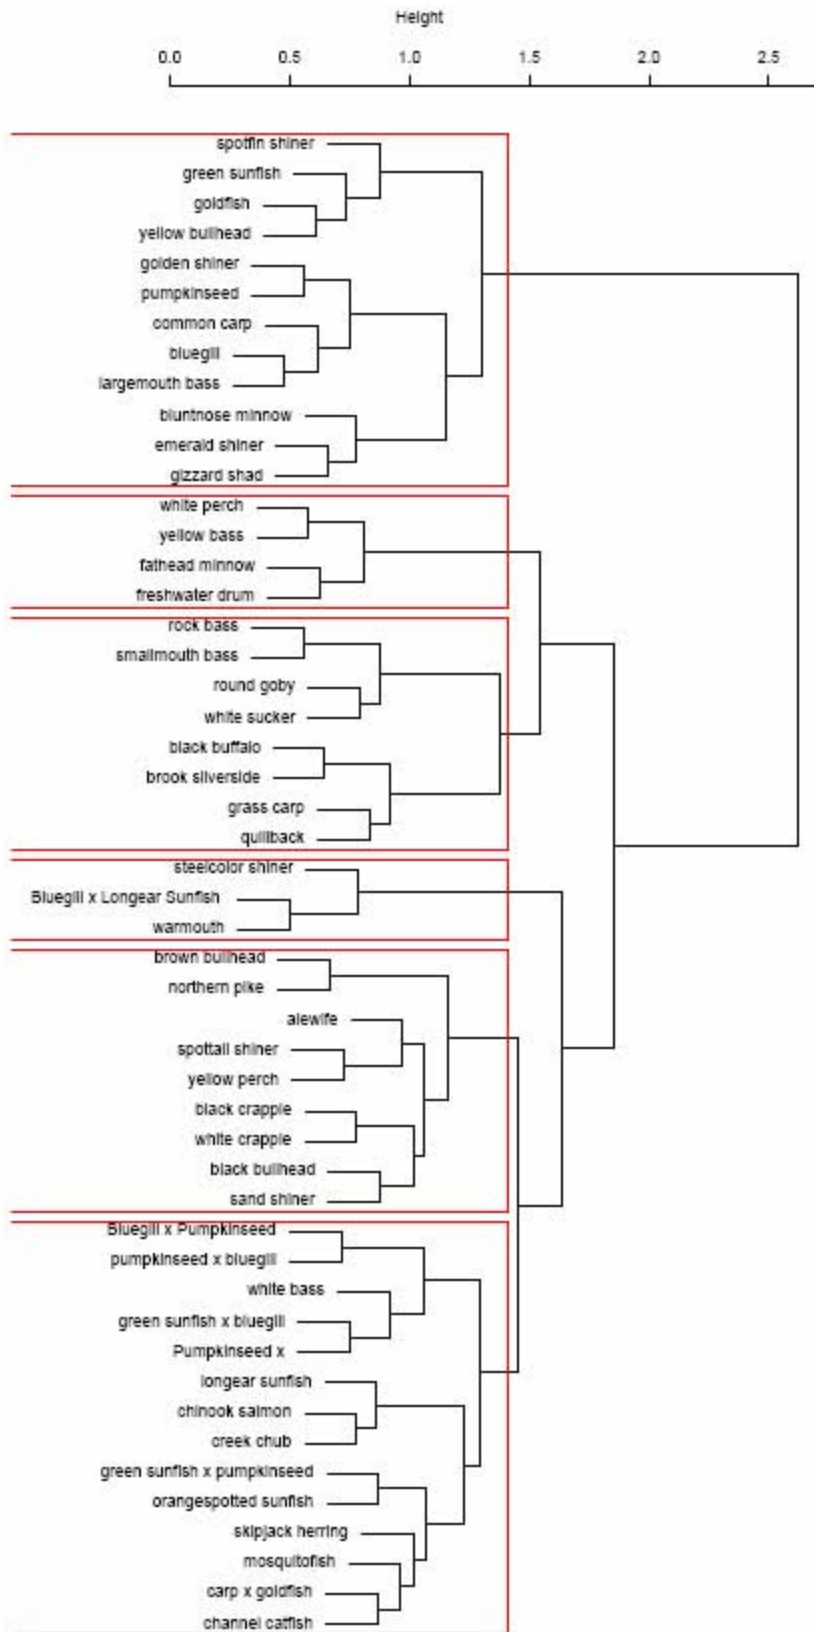 Height
0.0 0.5 1.0 1.5 2.0 2.5
spotfin shiner
green sunfish
goldfish
yellow bullhead
golden shiner
pumpkinseed
common carp
bluegill
largemouth bass
bluntnose minnow
emerald shiner
gizzard shad
white perch
yellow bass
fathead minnow
freshwater drum
rock bass
smallmouth bass
round goby
white sucker
black buffalo
brook silverside
grass carp
quillback
steelcolor shiner
Bluegill x Longear Sunfish
warmouth
brown bullhead
northern pike
alewife
spottail shiner
yellow perch
black crappie
white crappie
black bullhead
sand shiner
Bluegill x Pumpkinseed
pumpkinseed x bluegill
white bass
green sunfish x bluegill
Pumpkinseed x
longear sunfish
chinook salmon
creek chub
green sunfish x pumpkinseed
orangespotted sunfish
skipjack herring
mosquitofish
carp x goldfish
channel catfish